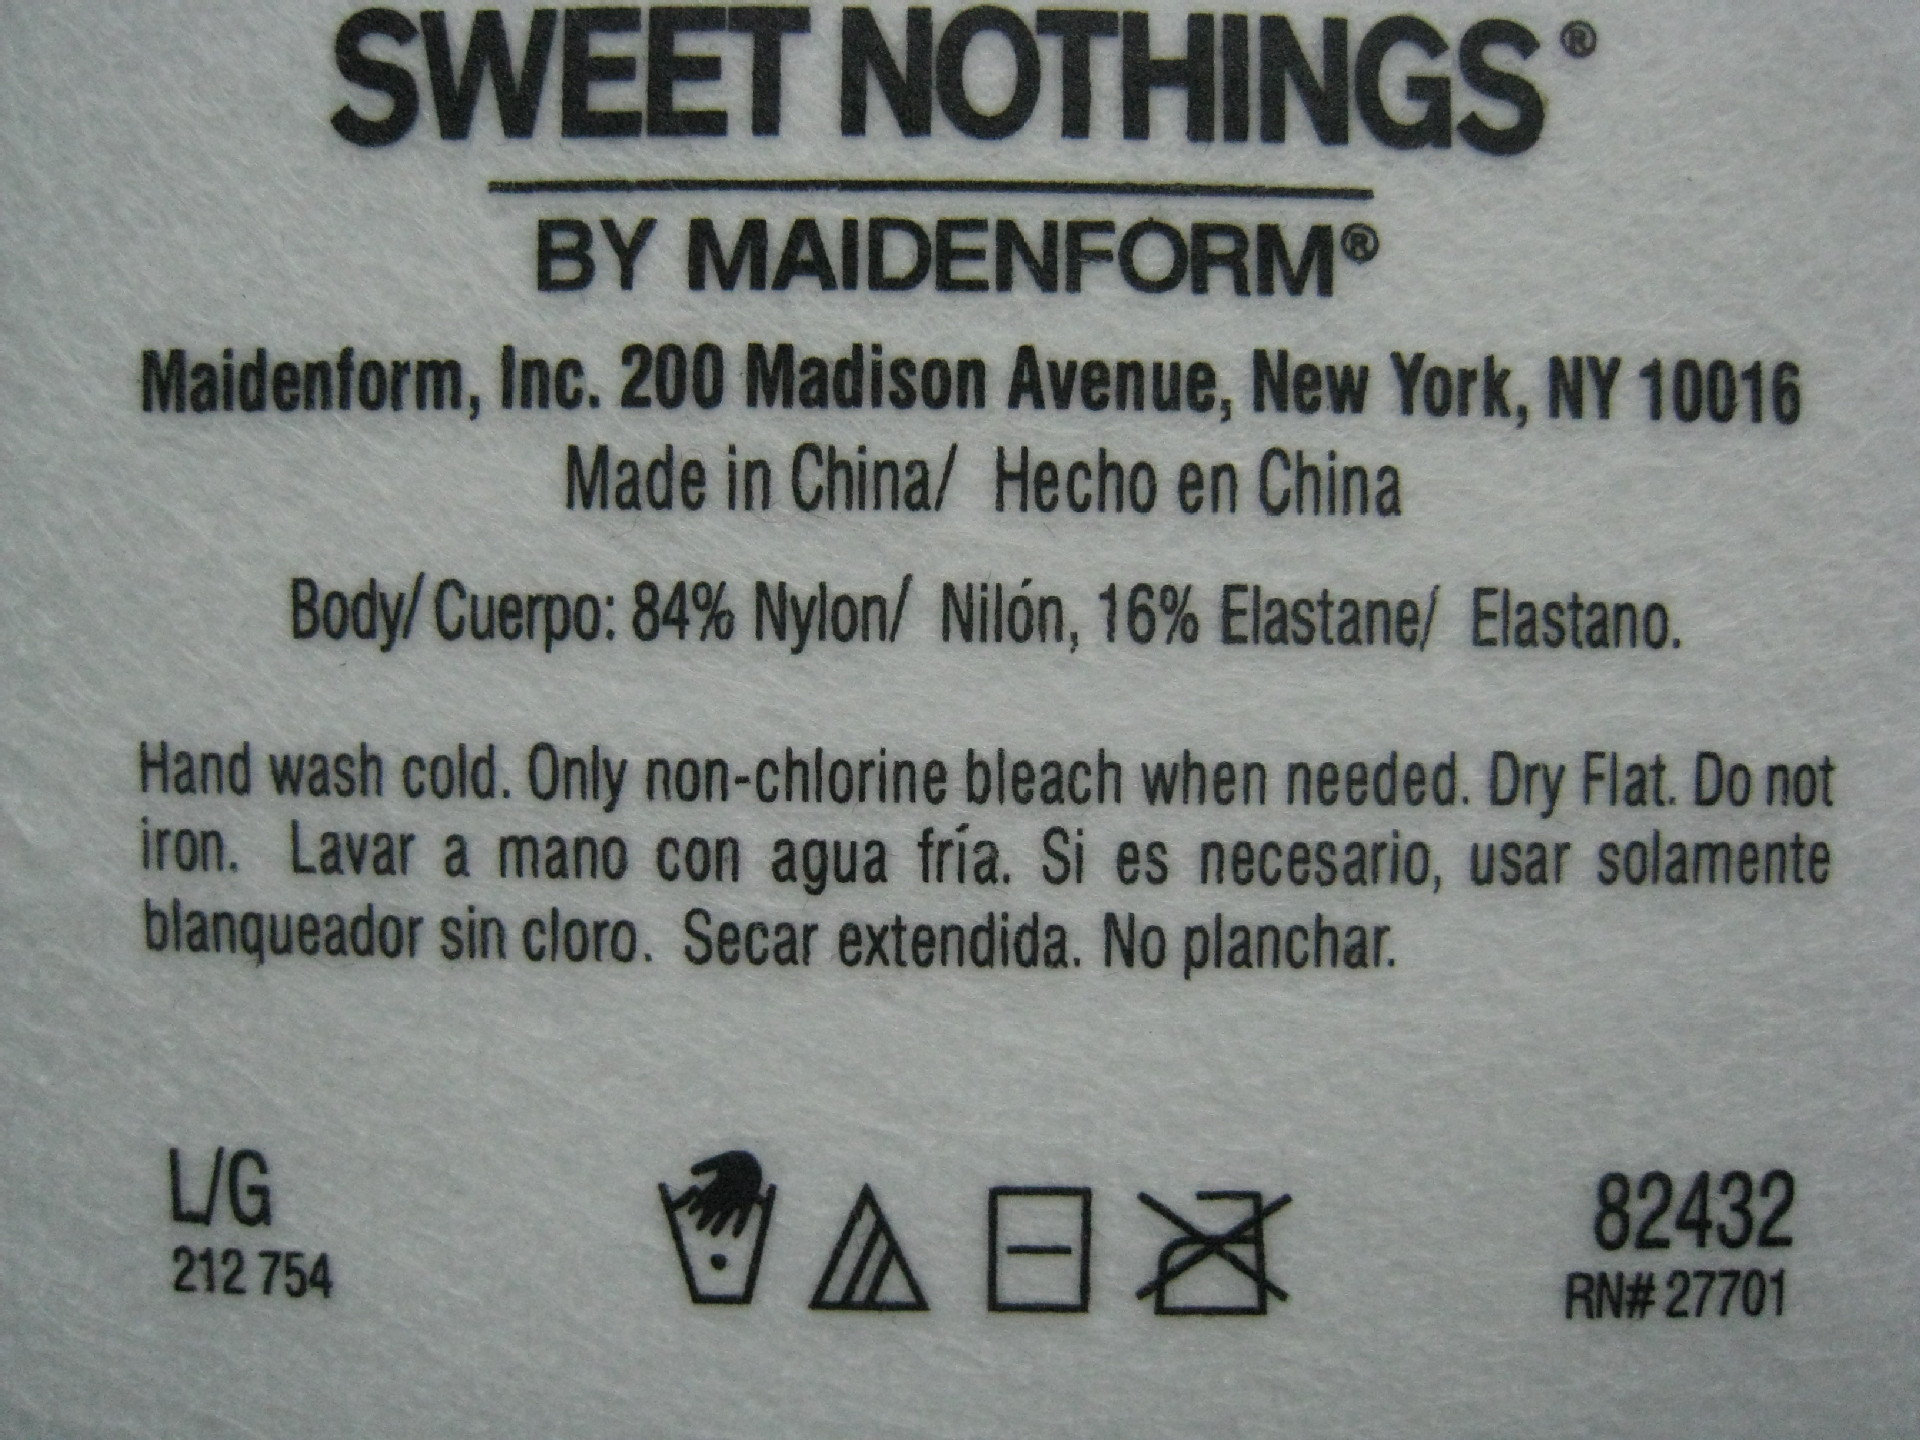 SWEET NOTHINGS®
BY MAIDENFORM®
Maidenform, Inc. 200 Madison Avenue, New York, NY 10016
Made in China/ Hecho en China
Body/ Cuerpo: 84% Nylon/ Nilón, 16% Elastane/ Elastano.
Hand wash cold. Only non-chlorine bleach when needed. Dry Flat. Do not
iron. Lavar a mano con agua fría. Si es necesario, usar solamente
blanqueador sin cloro. Secar extendida. No planchar.
L/G
212 754
82432
RN# 27701